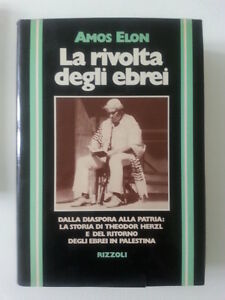 AMOS ELON
La rivolta
degli ebrei
DALLA DIASPORA ALLA PATRIA:
LA STORIA DI THEODOR HERZL
E DEL RITORNO
DEGLI EBREI IN PALESTINA
RIZZOLI